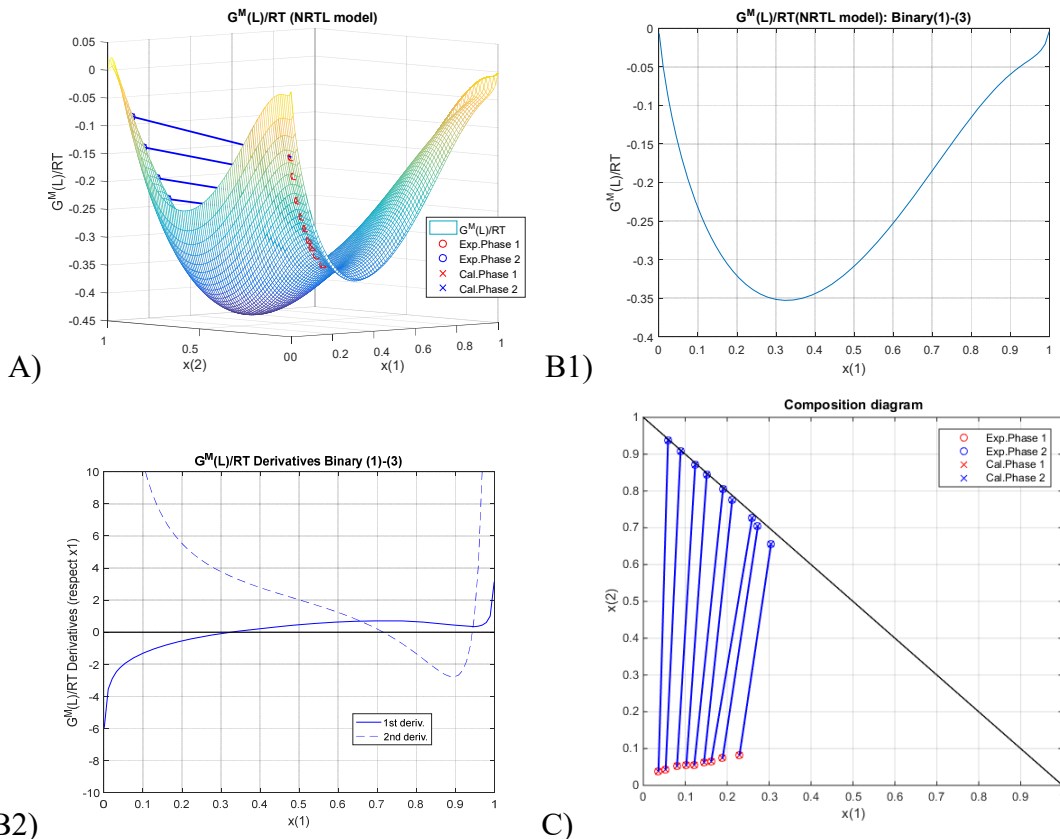 G^M(L)/RT (NRTL model)
0.05
0
-0.05
-0.1
-0.15
-0.2
-0.25
-0.3
-0.35
-0.4
-0.45
G^M(L)/RT
1
0.5
0
x(2)
0
0.2
0.4
0.6
0.8
1
x(1)
G^M(L)/RT
Exp.Phase 1
Exp.Phase 2
Cal.Phase 1
Cal.Phase 2
A)
G^M(L)/RT(NRTL model): Binary(1)-(3)
0
-0.05
-0.1
-0.15
-0.2
-0.25
-0.3
-0.35
-0.4
G^M(L)/RT
0 0.1 0.2 0.3 0.4 0.5 0.6 0.7 0.8 0.9 1
x(1)
B1)
G^M(L)/RT Derivatives Binary (1)-(3)
10
8
6
4
2
0
-2
-4
-6
-8
-10
G^M(L)/RT Derivatives (respect x1)
1st deriv.
2nd deriv.
0 0.1 0.2 0.3 0.4 0.5 0.6 0.7 0.8 0.9 1
x(1)
B2)
Composition diagram
1
0.9
0.8
0.7
0.6
0.5
0.4
0.3
0.2
0.1
0
x(2)
Exp.Phase 1
Exp.Phase 2
Cal.Phase 1
Cal.Phase 2
0 0.1 0.2 0.3 0.4 0.5 0.6 0.7 0.8 0.9
x(1)
C)